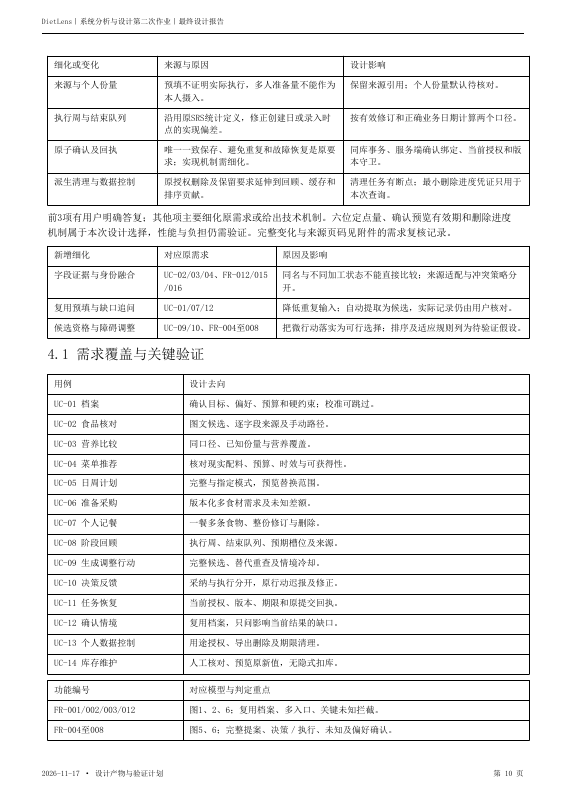 DietLens｜系统分析与设计第二次作业｜最终设计报告
细化或变化 来源与原因 设计影响
来源与个人份量 预填不证明实际执行，多人准备量不能作为 保留来源引用；个人份量默认待核对。
本人摄入。
执行周与结束队列 沿用原SRS统计定义，修正创建日或录入时 按有效修订和正确业务日期计算两个口径。
点的实现偏差。
原子确认及回执 唯一一致保存、避免重复和故障恢复是原要 同库事务、服务端确认绑定、当前授权和版
求；实现机制需细化。 本守卫。
派生清理与数据控制 原授权删除及保留要求延伸到回顾、缓存和 清理任务有断点；最小删除进度凭证只用于
排序贡献。 本次查询。
前3项有用户明确答复；其他项主要细化原需求或给出技术机制。六位定点量、确认预览有效期和删除进度
机制属于本次设计选择，性能与负担仍需验证。完整变化与来源页码见附件的需求复核记录。
新增细化 对应原需求 原因及影响
字段证据与身份融合 UC-02/03/04、FR-012/015 同名与不同加工状态不能直接比较；来源适配与冲突策略分
/016 开。
复用预填与缺口追问 UC-01/07/12 降低重复输入；自动提取为候选，实际记录仍由用户核对。
候选资格与障碍调整 UC-09/10、FR-004至008 把微行动落实为可行选择；排序及适应规则列为待验证假设。
4.1 需求覆盖与关键验证
用例 设计去向
UC-01 档案 确认目标、偏好、预算和硬约束；校准可跳过。
UC-02 食品核对 图文候选、逐字段来源及手动路径。
UC-03 营养比较 同口径、已知份量与营养覆盖。
UC-04 菜单推荐 核对现实配料、预算、时效与可获得性。
UC-05 日周计划 完整与指定模式，预览替换范围。
UC-06 准备采购 版本化多食材需求及未知差额。
UC-07 个人记餐 一餐多条食物、整份修订与删除。
UC-08 阶段回顾 执行周、结束队列、预期槽位及来源。
UC-09 生成调整行动 完整候选、替代重查及情境冷却。
UC-10 决策反馈 采纳与执行分开，原行动迟报及修正。
UC-11 任务恢复 当前授权、版本、期限和原提交回执。
UC-12 确认情境 复用档案，只问影响当前结果的缺口。
UC-13 个人数据控制 用途授权、导出删除及期限清理。
UC-14 库存维护 人工核对、预览原新值，无隐式扣库。
功能编号 对应模型与判定重点
FR-001/002/003/012 图1、2、6；复用档案、多入口、关键未知拦截。
FR-004至008 图5、6；完整提案、决策／执行、未知及偏好确认。
2026-11-17 • 设计产物与验证计划 第 10 页